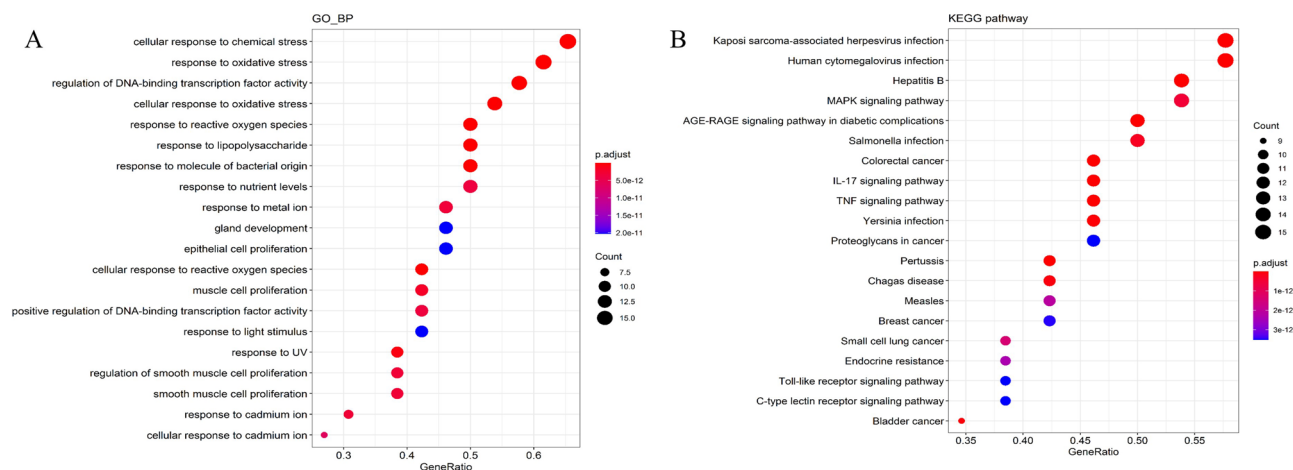 A
GO_BP
cellular response to chemical stress
response to oxidative stress
regulation of DNA-binding transcription factor activity
cellular response to oxidative stress
response to reactive oxygen species
response to lipopolysaccharide
response to molecule of bacterial origin
response to nutrient levels
response to metal ion
gland development
epithelial cell proliferation
cellular response to reactive oxygen species
muscle cell proliferation
positive regulation of DNA-binding transcription factor activity
response to light stimulus
response to UV
regulation of smooth muscle cell proliferation
smooth muscle cell proliferation
response to cadmium ion
cellular response to cadmium ion
0.3 0.4 0.5 0.6
GeneRatio
p.adjust
5.0e-12
1.0e-11
1.5e-11
2.0e-11
Count
7.5
10.0
12.5
15.0
B
KEGG pathway
Kaposi sarcoma-associated herpesvirus infection
Human cytomegalovirus infection
Hepatitis B
MAPK signaling pathway
AGE-RAGE signaling pathway in diabetic complications
Salmonella infection
Colorectal cancer
IL-17 signaling pathway
TNF signaling pathway
Yersinia infection
Proteoglycans in cancer
Pertussis
Chagas disease
Measles
Breast cancer
Small cell lung cancer
Endocrine resistance
Toll-like receptor signaling pathway
C-type lectin receptor signaling pathway
Bladder cancer
0.35 0.40 0.45 0.50 0.55
GeneRatio
Count
9
10
11
12
13
14
15
p.adjust
1e-12
2e-12
3e-12